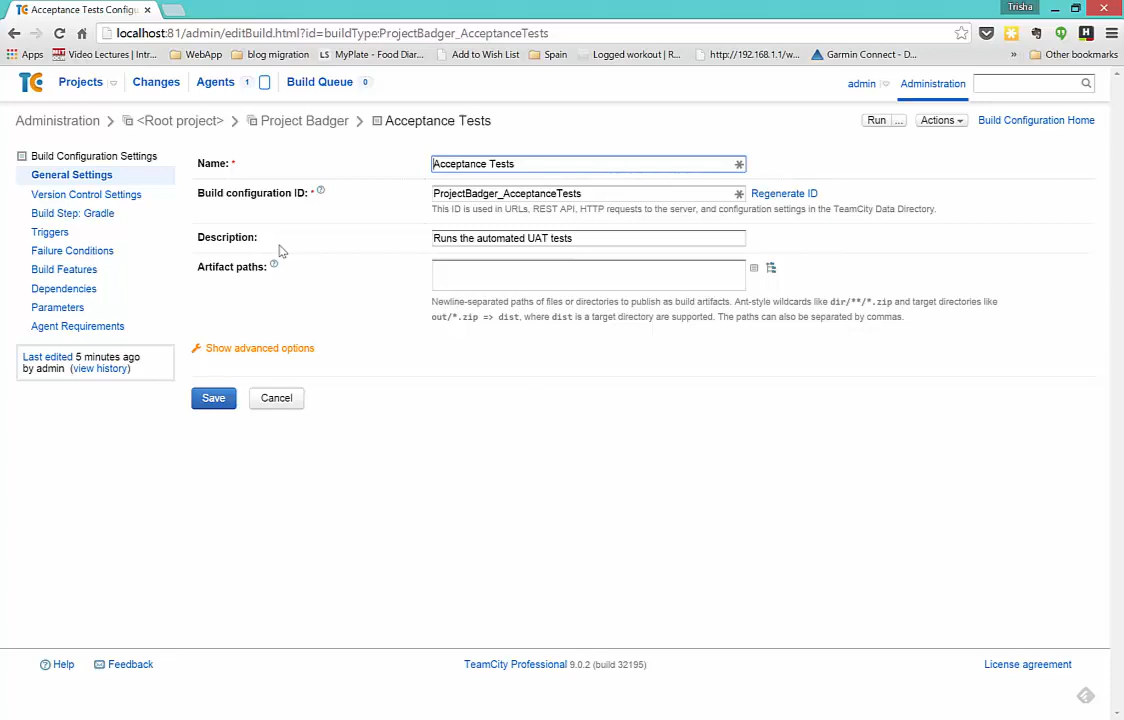 Trisha
TC Acceptance Tests Configu
localhost:81/admin/editBuild.html?id=buildType:ProjectBadger_AcceptanceTests
Apps Video Lectures | Intr... WebApp blog migration LS MyPlate - Food Diar... Spain Add to Wish List Logged workout | R... http://192.168.1.1/w... Garmin Connect - D... » Other bookmarks
TC Projects Changes Agents 1 Build Queue 0 admin Administration
Administration <Root project> Project Badger Acceptance Tests Run ... Actions Build Configuration Home
Build Configuration Settings
General Settings
Version Control Settings
Build Step: Gradle
Triggers
Failure Conditions
Build Features
Dependencies
Parameters
Agent Requirements
Last edited 5 minutes ago
by admin (view history)
Name: * Acceptance Tests
Build configuration ID: * ProjectBadger_AcceptanceTests Regenerate ID
This ID is used in URLs, REST API, HTTP requests to the server, and configuration settings in the TeamCity Data Directory.
Description: Runs the automated UAT tests
Artifact paths:
Newline-separated paths of files or directories to publish as build artifacts. Ant-style wildcards like dir/**/*.zip and target directories like
out/*.zip => dist, where dist is a target directory are supported. The paths can also be separated by commas.
Show advanced options
Save Cancel
Help Feedback TeamCity Professional 9.0.2 (build 32195) License agreement